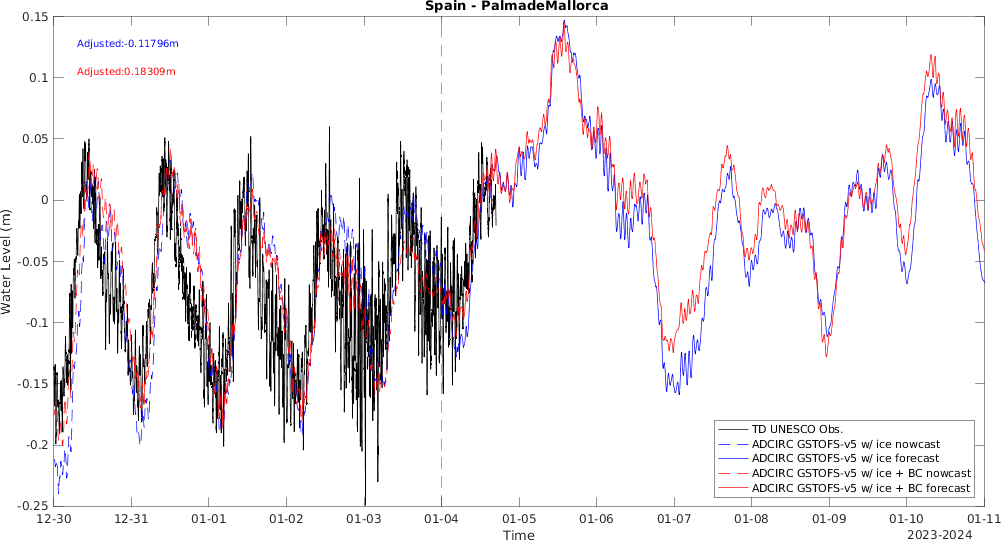 Spain - PalmadeMallorca
Adjusted:-0.11796m
Adjusted:0.18309m
Water Level (m)
0.15
0.1
0.05
0
-0.05
-0.1
-0.15
-0.2
-0.25
TD UNESCO Obs.
ADCIRC GSTOFS-v5 w/ ice nowcast
ADCIRC GSTOFS-v5 w/ ice forecast
ADCIRC GSTOFS-v5 w/ ice + BC nowcast
ADCIRC GSTOFS-v5 w/ ice + BC forecast
12-30 12-31 01-01 01-02 01-03 01-04 01-05 01-06 01-07 01-08 01-09 01-10 01-11
Time
2023-2024